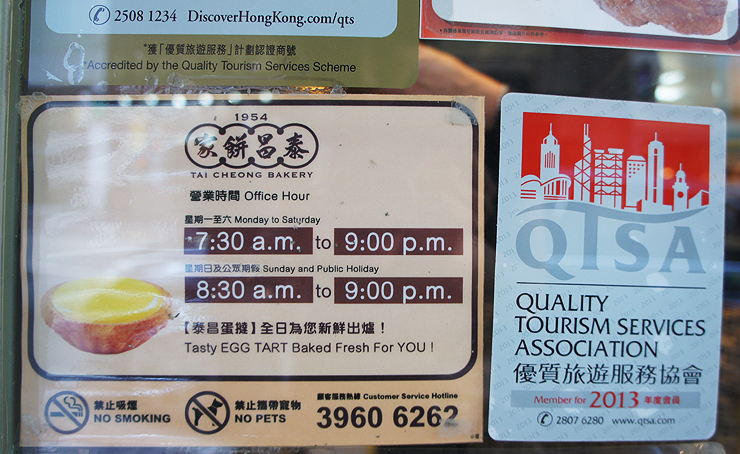 2508 1234 DiscoverHongKong.com/qts
*獲「優質旅遊服務」計劃認證商號
*Accredited by the Quality Tourism Services Scheme
1954
家餅昌泰
TAI CHEONG BAKERY
營業時間 Office Hour
星期一至六 Monday to Saturday
7:30 a.m. to 9:00 p.m.
星期日及公眾期假 Sunday and Public Holiday
8:30 a.m. to 9:00 p.m.
【泰昌蛋撻】全日為您新鮮出爐！
Tasty EGG TART Baked Fresh For YOU !
禁止吸煙
NO SMOKING
禁止攜帶寵物
NO PETS
顧客服務熱線 Customer Service Hotline
3960 6262
QTSA
QUALITY
TOURISM SERVICES
ASSOCIATION
優質旅遊服務協會
Member for 2013 年度會員
2807 6280 www.qtsa.com